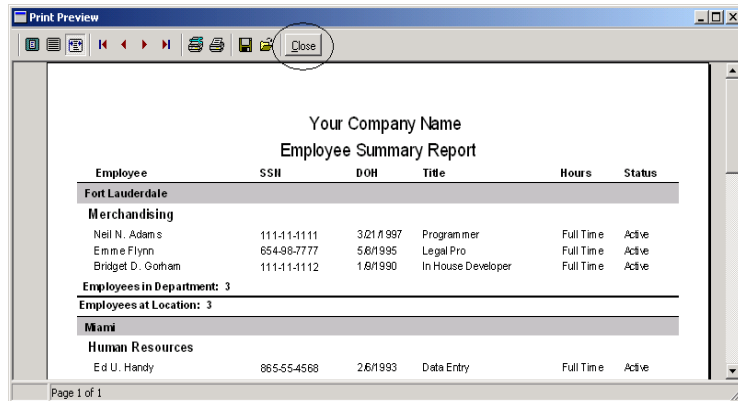 Print Preview
Close
Your Company Name
Employee Summary Report
Employee SSN DOH Title Hours Status
Fort Lauderdale
Merchandising
Neil N. Adams 111-11-1111 3/21/1997 Programmer Full Time Active
Emme Flynn 654-98-7777 5/6/1995 Legal Pro Full Time Active
Bridget D. Gorham 111-11-1112 1/9/1990 In House Developer Full Time Active
Employees in Department: 3
Employees at Location: 3
Miami
Human Resources
Ed U. Handy 865-55-4568 2/6/1993 Data Entry Full Time Active
Page 1 of 1